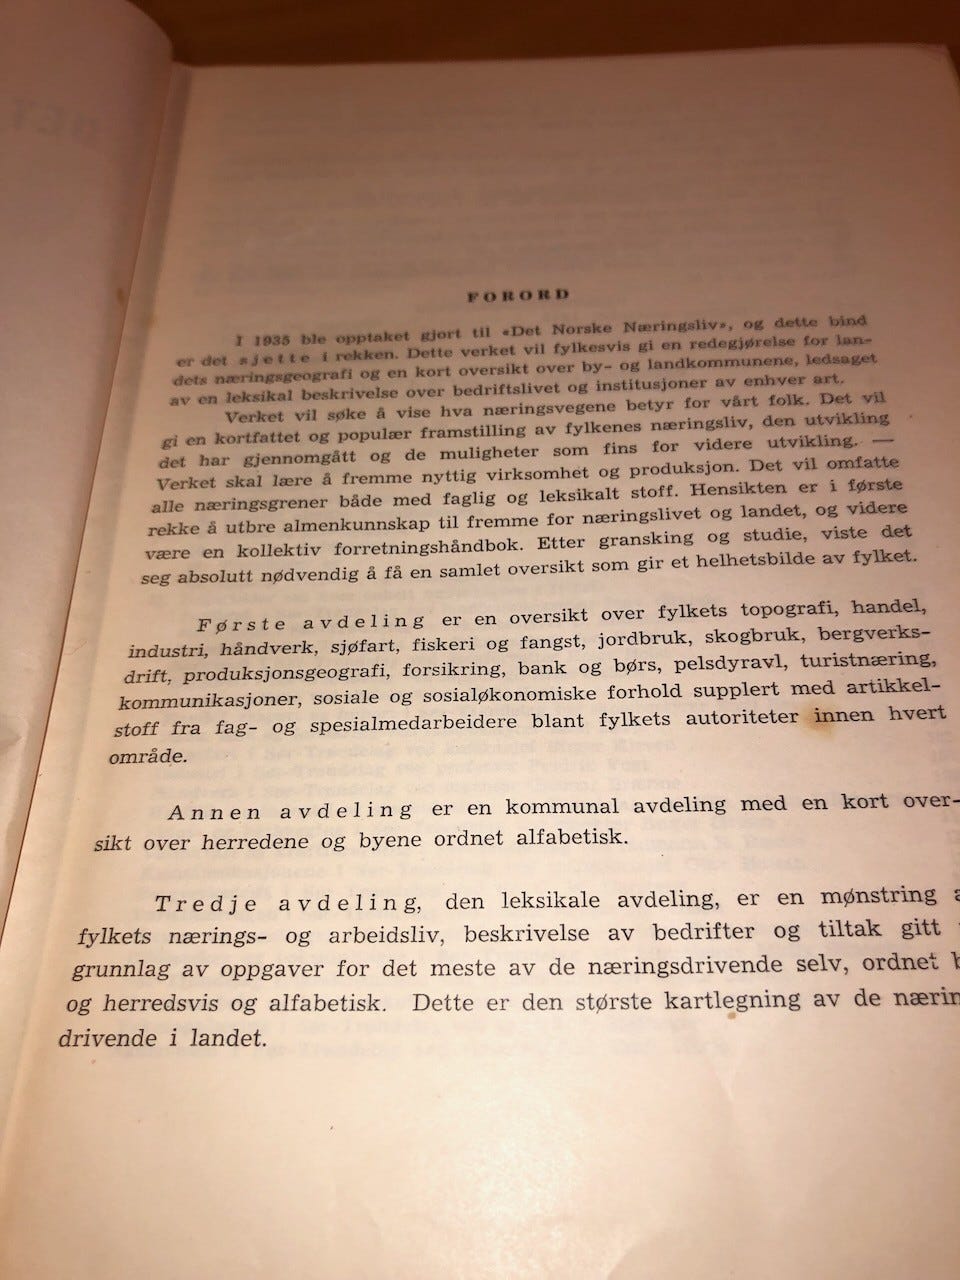 FORORD
I 1935 ble opptaket gjort til «Det Norske Næringsliv», og dette bind
er det sjette i rekken. Dette verket vil fylkesvis gi en redegjørelse for lan-
dets næringsgeografi og en kort oversikt over by- og landkommunene, ledsaget
av en leksikal beskrivelse over bedriftslivet og institusjoner av enhver art.
Verket vil søke å vise hva næringsvegene betyr for vårt folk. Det vil
gi en kortfattet og populær framstilling av fylkenes næringsliv, den utvikling
det har gjennomgått og de muligheter som fins for videre utvikling. —
Verket skal lære å fremme nyttig virksomhet og produksjon. Det vil omfatte
alle næringsgrener både med faglig og leksikalt stoff. Hensikten er i første
rekke å utbre almenkunnskap til fremme for næringslivet og landet, og videre
være en kollektiv forretningshåndbok. Etter gransking og studie, viste det
seg absolutt nødvendig å få en samlet oversikt som gir et helhetsbilde av fylket.
Første avdeling er en oversikt over fylkets topografi, handel,
industri, håndverk, sjøfart, fiskeri og fangst, jordbruk, skogbruk, bergverks-
drift, produksjonsgeografi, forsikring, bank og børs, pelsdyravl, turistnæring,
kommunikasjoner, sosiale og sosialøkonomiske forhold supplert med artikkel-
stoff fra fag- og spesialmedarbeidere blant fylkets autoriteter innen hvert
område.
Annen avdeling er en kommunal avdeling med en kort over-
sikt over herredene og byene ordnet alfabetisk.
Tredje avdeling, den leksikale avdeling, er en mønstring
fylkets nærings- og arbeidsliv, beskrivelse av bedrifter og tiltak gitt
grunnlag av oppgaver for det meste av de næringsdrivende selv, ordnet
og herredsvis og alfabetisk. Dette er den største kartlegning av de nærin
drivende i landet.